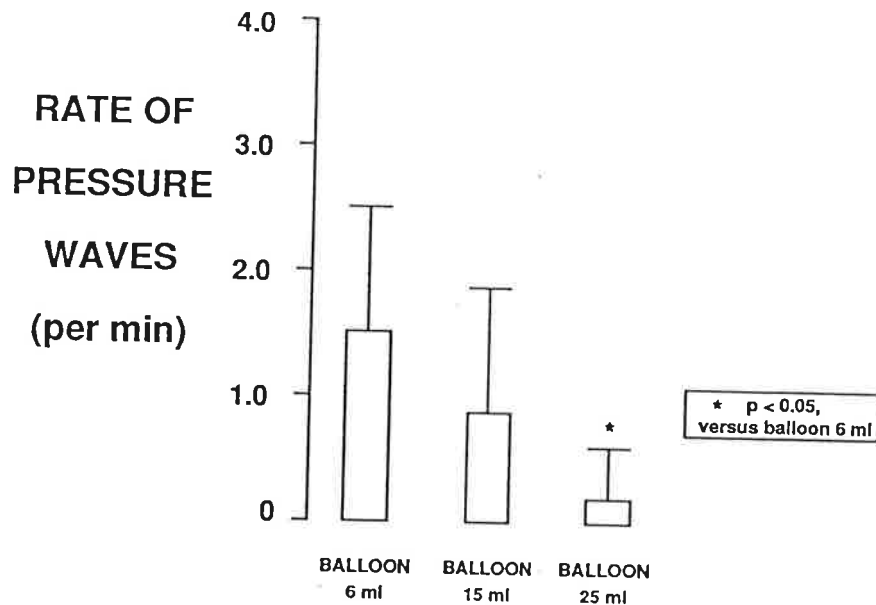 RATE OF
PRESSURE
WAVES
(per min)
4.0
3.0
2.0
1.0
0
* p < 0.05,
versus balloon 6 ml
BALLOON
6 ml
BALLOON
15 ml
BALLOON
25 ml
*